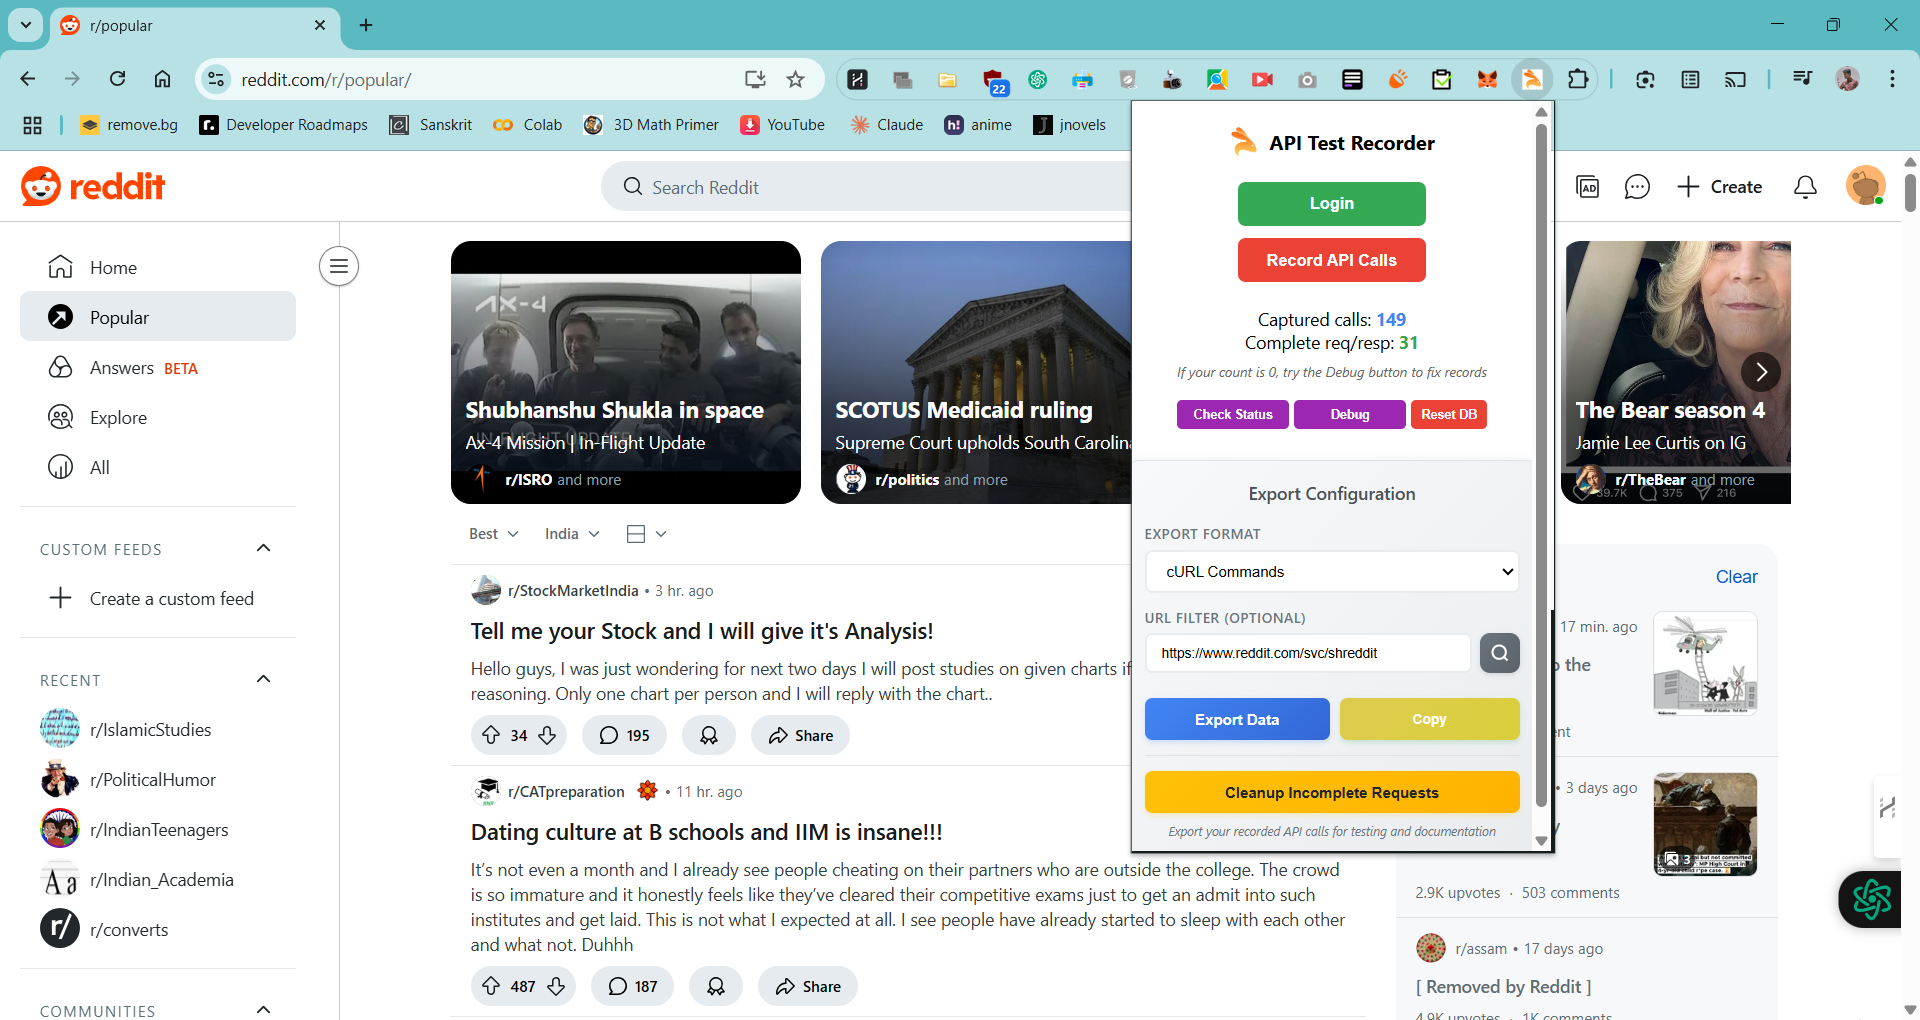 r/popular
reddit.com/r/popular/
22
remove.bg
Developer Roadmaps
Sanskrit
Colab
3D Math Primer
YouTube
Claude
h!
anime
J
jnovels
reddit
Search Reddit
AD
Create
Home
Popular
Answers BETA
Explore
All
CUSTOM FEEDS
Create a custom feed
RECENT
r/IslamicStudies
r/PoliticalHumor
r/IndianTeenagers
Aa
r/Indian_Academia
r/
r/converts
COMMUNITIES
AX-4
Shubhanshu Shukla in space
Ax-4 Mission | In-Flight Update
r/ISRO and more
SCOTUS Medicaid ruling
Supreme Court upholds South Carolina
r/politics and more
The Bear season 4
Jamie Lee Curtis on IG
r/TheBear and more
39.7K 375 216
Best
India
r/StockMarketIndia • 3 hr. ago
Tell me your Stock and I will give it's Analysis!
Hello guys, I was just wondering for next two days I will post studies on given charts if
reasoning. Only one chart per person and I will reply with the chart..
34
195
Share
r/CATpreparation • 11 hr. ago
Dating culture at B schools and IIM is insane!!!
It's not even a month and I already see people cheating on their partners who are outside the college. The crowd
is so immature and it honestly feels like they've cleared their competitive exams just to get an admit into such
institutes and get laid. This is not what I expected at all. I see people have already started to sleep with each other
and what not. Duhhh
487
187
Share
API Test Recorder
Login
Record API Calls
Captured calls: 149
Complete req/resp: 31
If your count is 0, try the Debug button to fix records
Check Status
Debug
Reset DB
Export Configuration
EXPORT FORMAT
cURL Commands
URL FILTER (OPTIONAL)
https://www.reddit.com/svc/shreddit
Export Data
Copy
Cleanup Incomplete Requests
Export your recorded API calls for testing and documentation
Clear
17 min. ago
the
• 3 days ago
3
2.9K upvotes · 503 comments
r/assam • 17 days ago
[ Removed by Reddit ]
4.9K upvotes · 1K comments